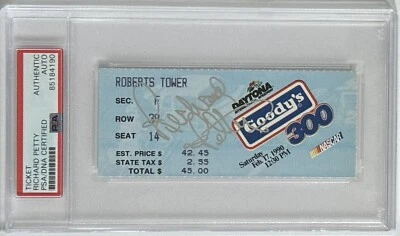 TICKET
RICHARD PETTY
PSA/DNA CERTIFIED
AUTHENTIC
AUTO
85184190
PSA
ROBERTS TOWER
SEC.
ROW 39
SEAT 14
EST. PRICE $ 42.45
STATE TAX $ 2.55
TOTAL $ 45.00
Richard Petty
DAYTONA
Goody's
300
NASCAR
Saturday
Feb. 17, 1990
12:30 PM